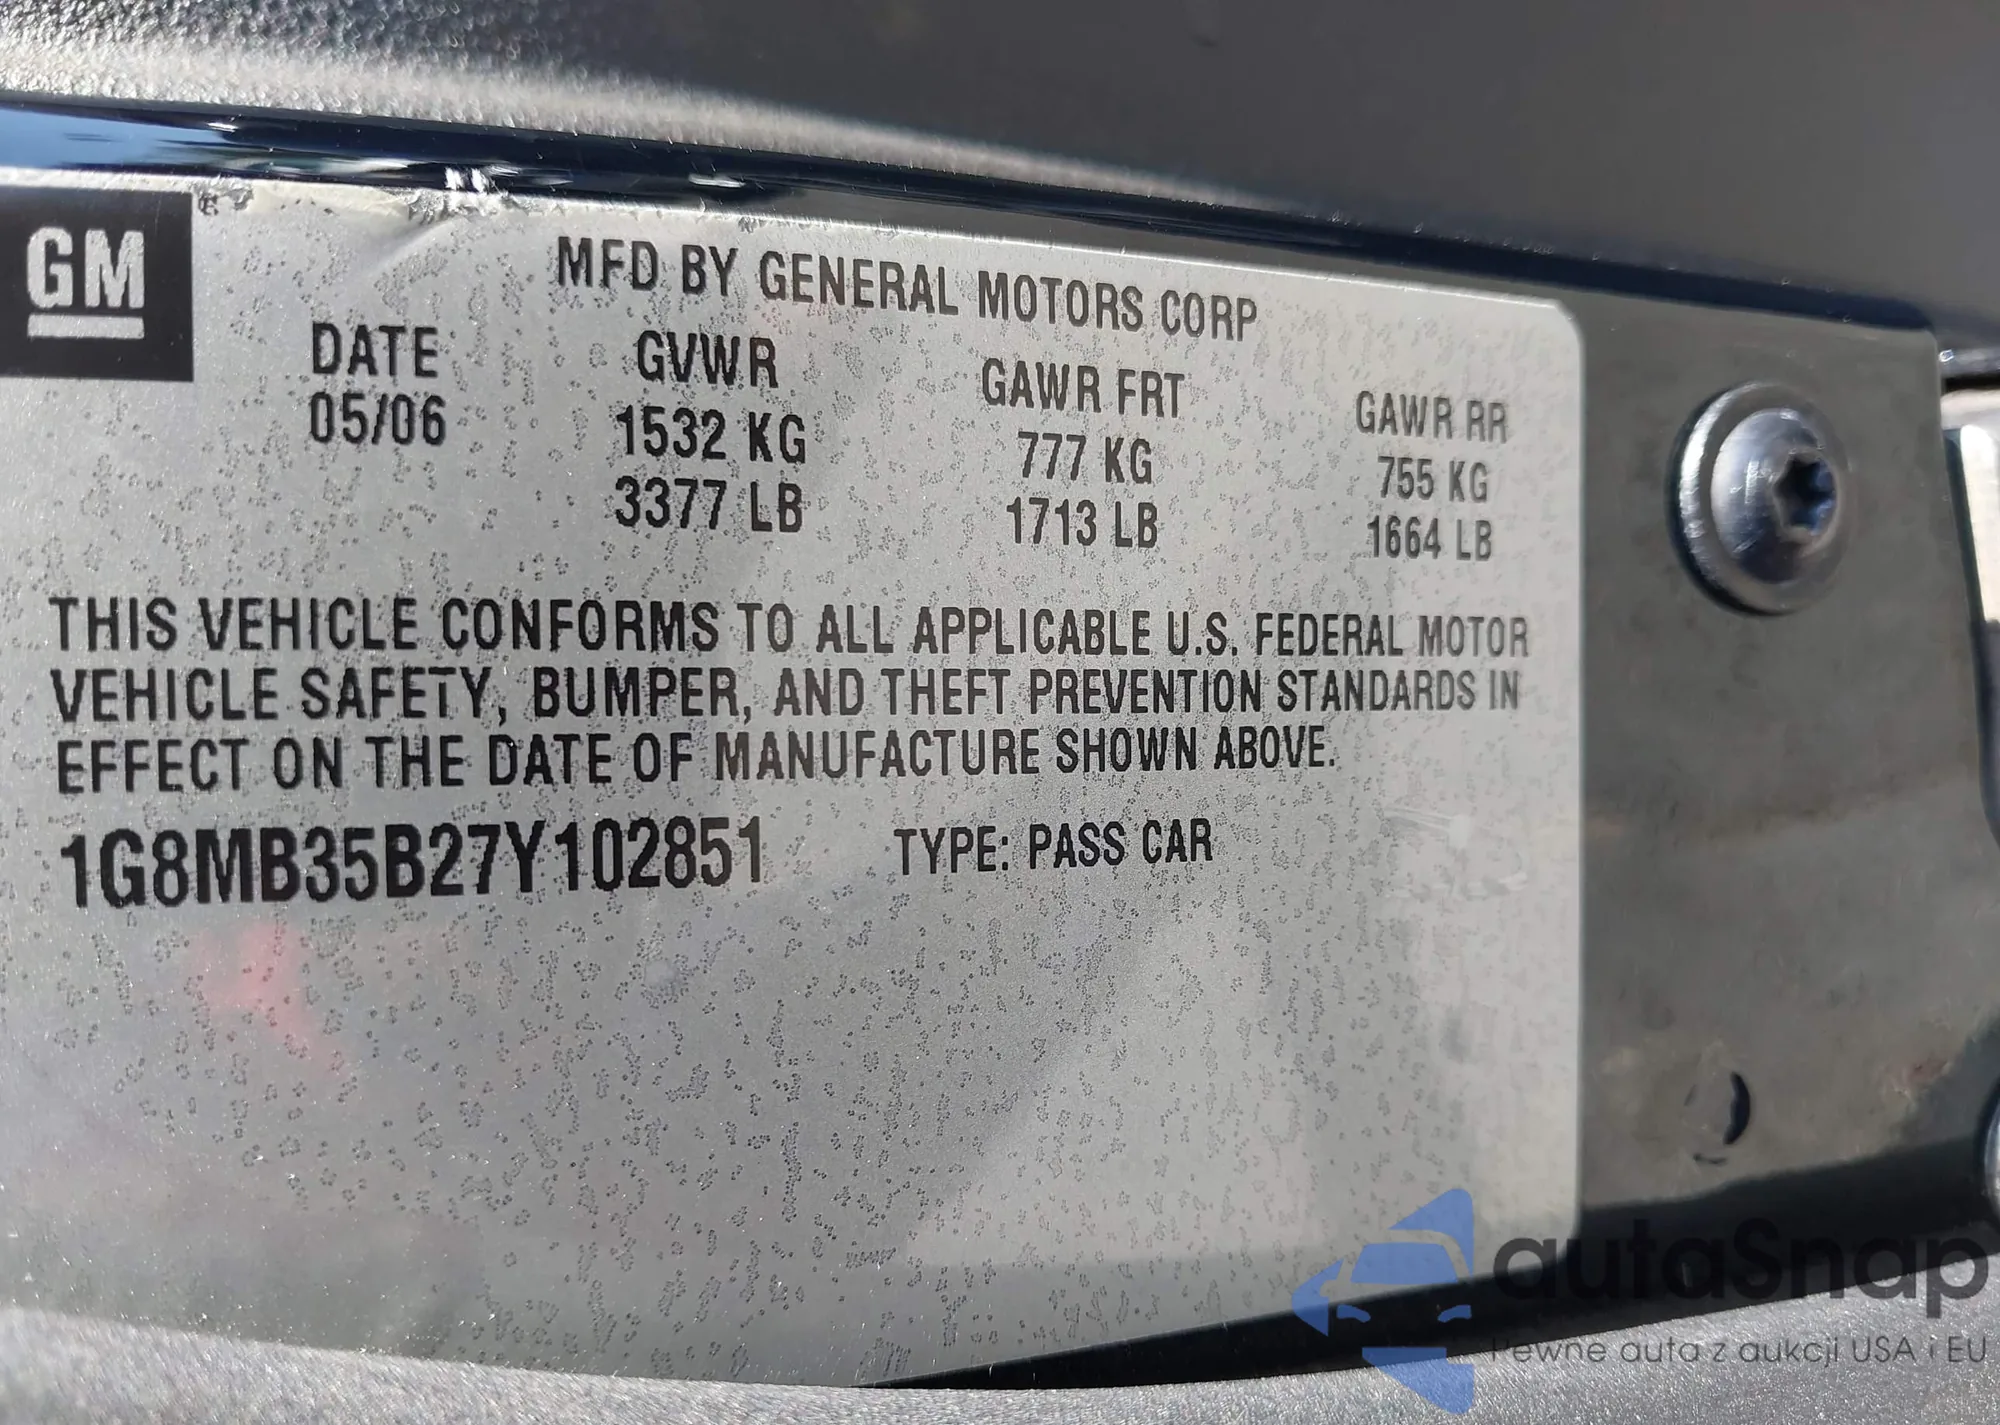 GM
MFD BY GENERAL MOTORS CORP
DATE GVWR GAWR FRT GAWR RR
05/06 1532 KG 777 KG 755 KG
3377 LB 1713 LB 1664 LB
THIS VEHICLE CONFORMS TO ALL APPLICABLE U.S. FEDERAL MOTOR
VEHICLE SAFETY, BUMPER, AND THEFT PREVENTION STANDARDS IN
EFFECT ON THE DATE OF MANUFACTURE SHOWN ABOVE.
1G8MB35B27Y102851 TYPE: PASS CAR
autaSnap
Pewne auta z aukcji USA i EU